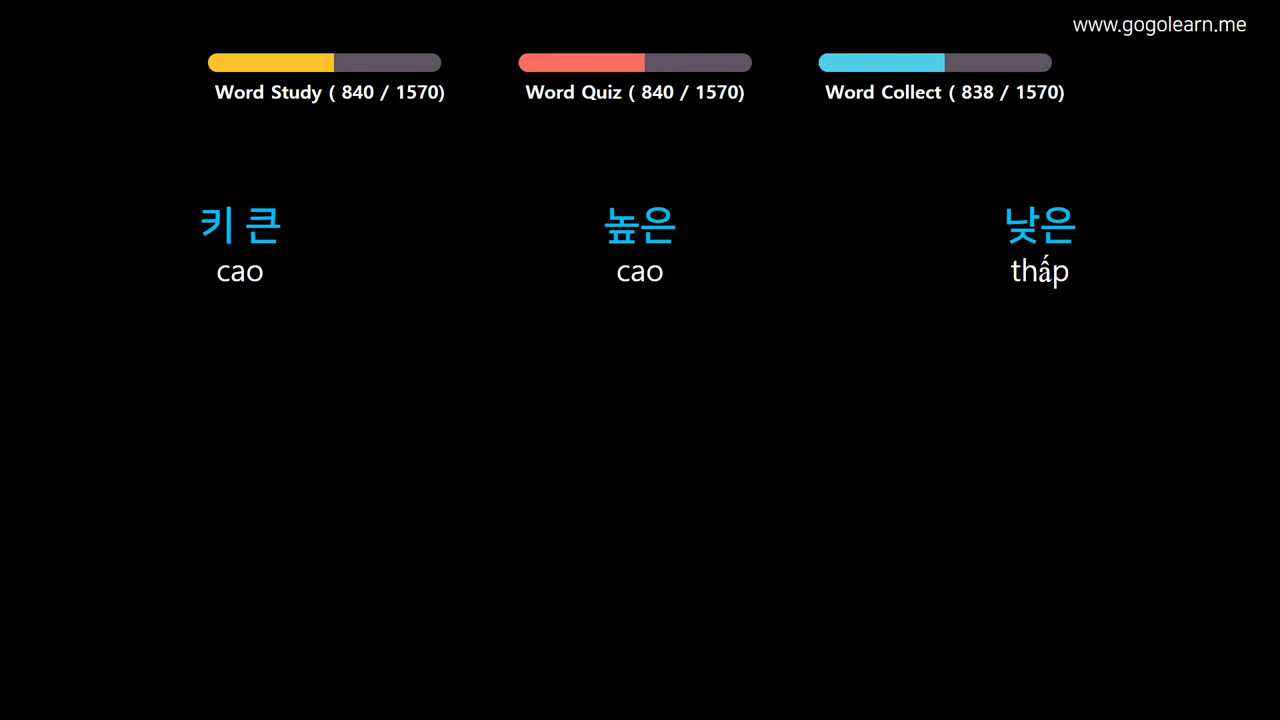 www.gogolearn.me
Word Study ( 840 / 1570)
Word Quiz ( 840 / 1570)
Word Collect ( 838 / 1570)
키 큰
cao
높은
cao
낮은
thấp